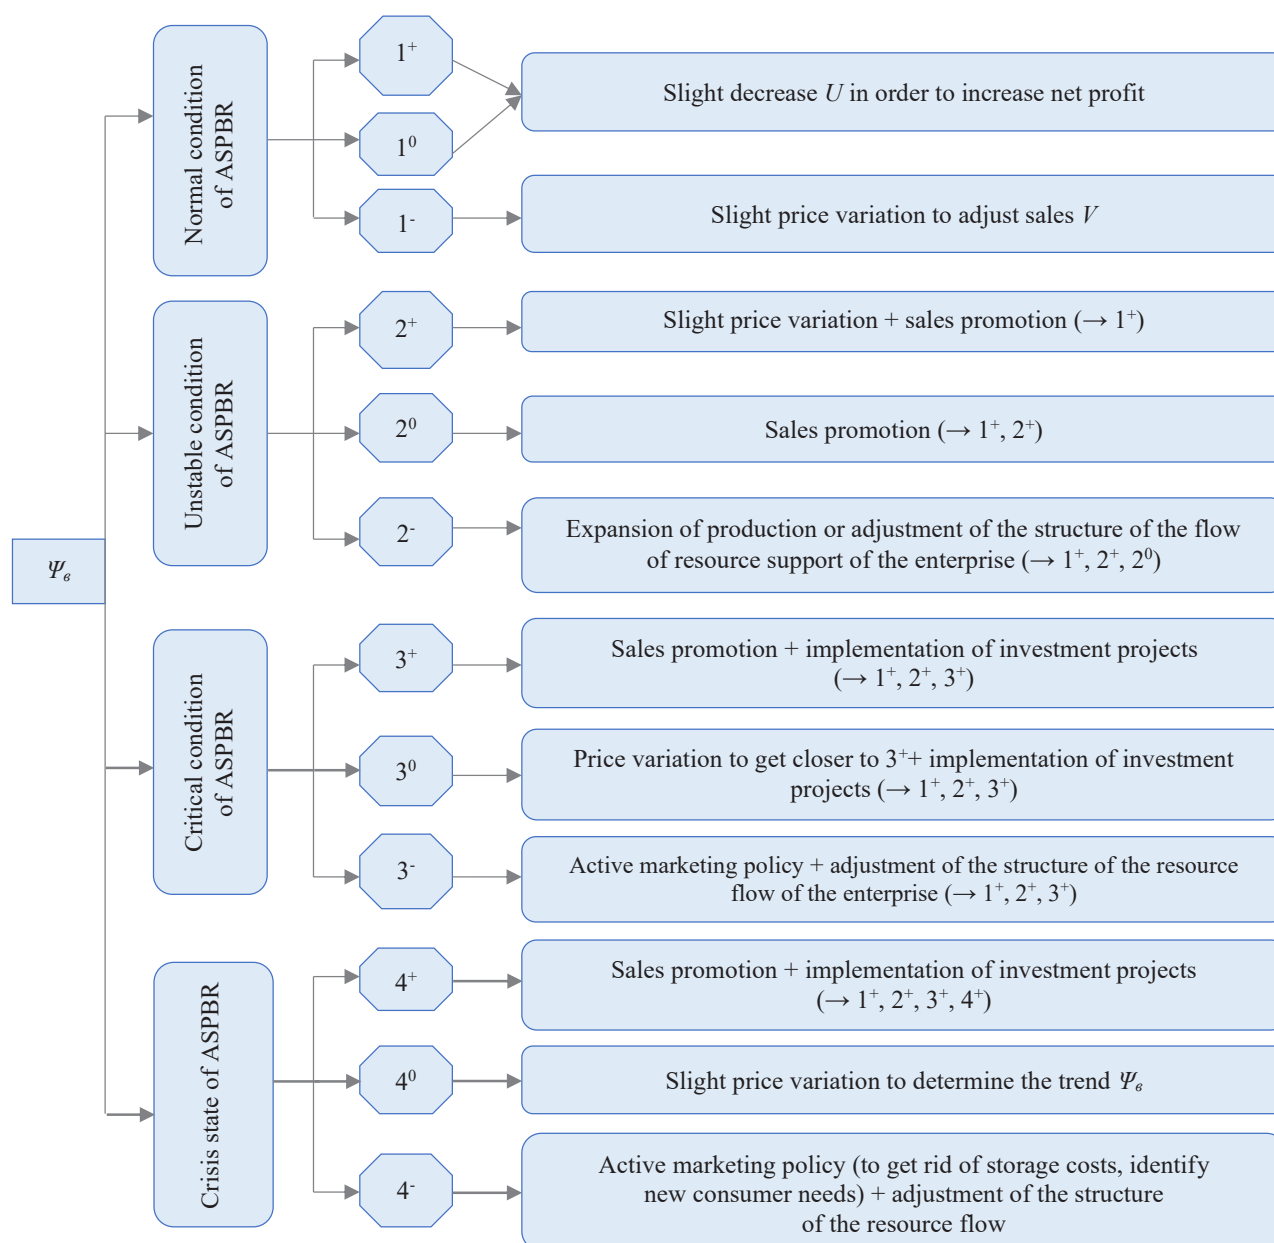 Ψв
Normal condition
of ASPBR
1⁺
1⁰
1⁻
Slight decrease U in order to increase net profit
Slight price variation to adjust sales V
Unstable condition
of ASPBR
2⁺
Slight price variation + sales promotion (→ 1⁺)
2⁰
Sales promotion (→ 1⁺, 2⁺)
2⁻
Expansion of production or adjustment of the structure of the flow
of resource support of the enterprise (→ 1⁺, 2⁺, 2⁰)
Critical condition
of ASPBR
3⁺
Sales promotion + implementation of investment projects
(→ 1⁺, 2⁺, 3⁺)
3⁰
Price variation to get closer to 3⁺+ implementation of investment
projects (→ 1⁺, 2⁺, 3⁺)
3⁻
Active marketing policy + adjustment of the structure of the resource
flow of the enterprise (→ 1⁺, 2⁺, 3⁺)
Crisis state of ASPBR
4⁺
Sales promotion + implementation of investment projects
(→ 1⁺, 2⁺, 3⁺, 4⁺)
4⁰
Slight price variation to determine the trend Ψв
4⁻
Active marketing policy (to get rid of storage costs, identify
new consumer needs) + adjustment of the structure
of the resource flow